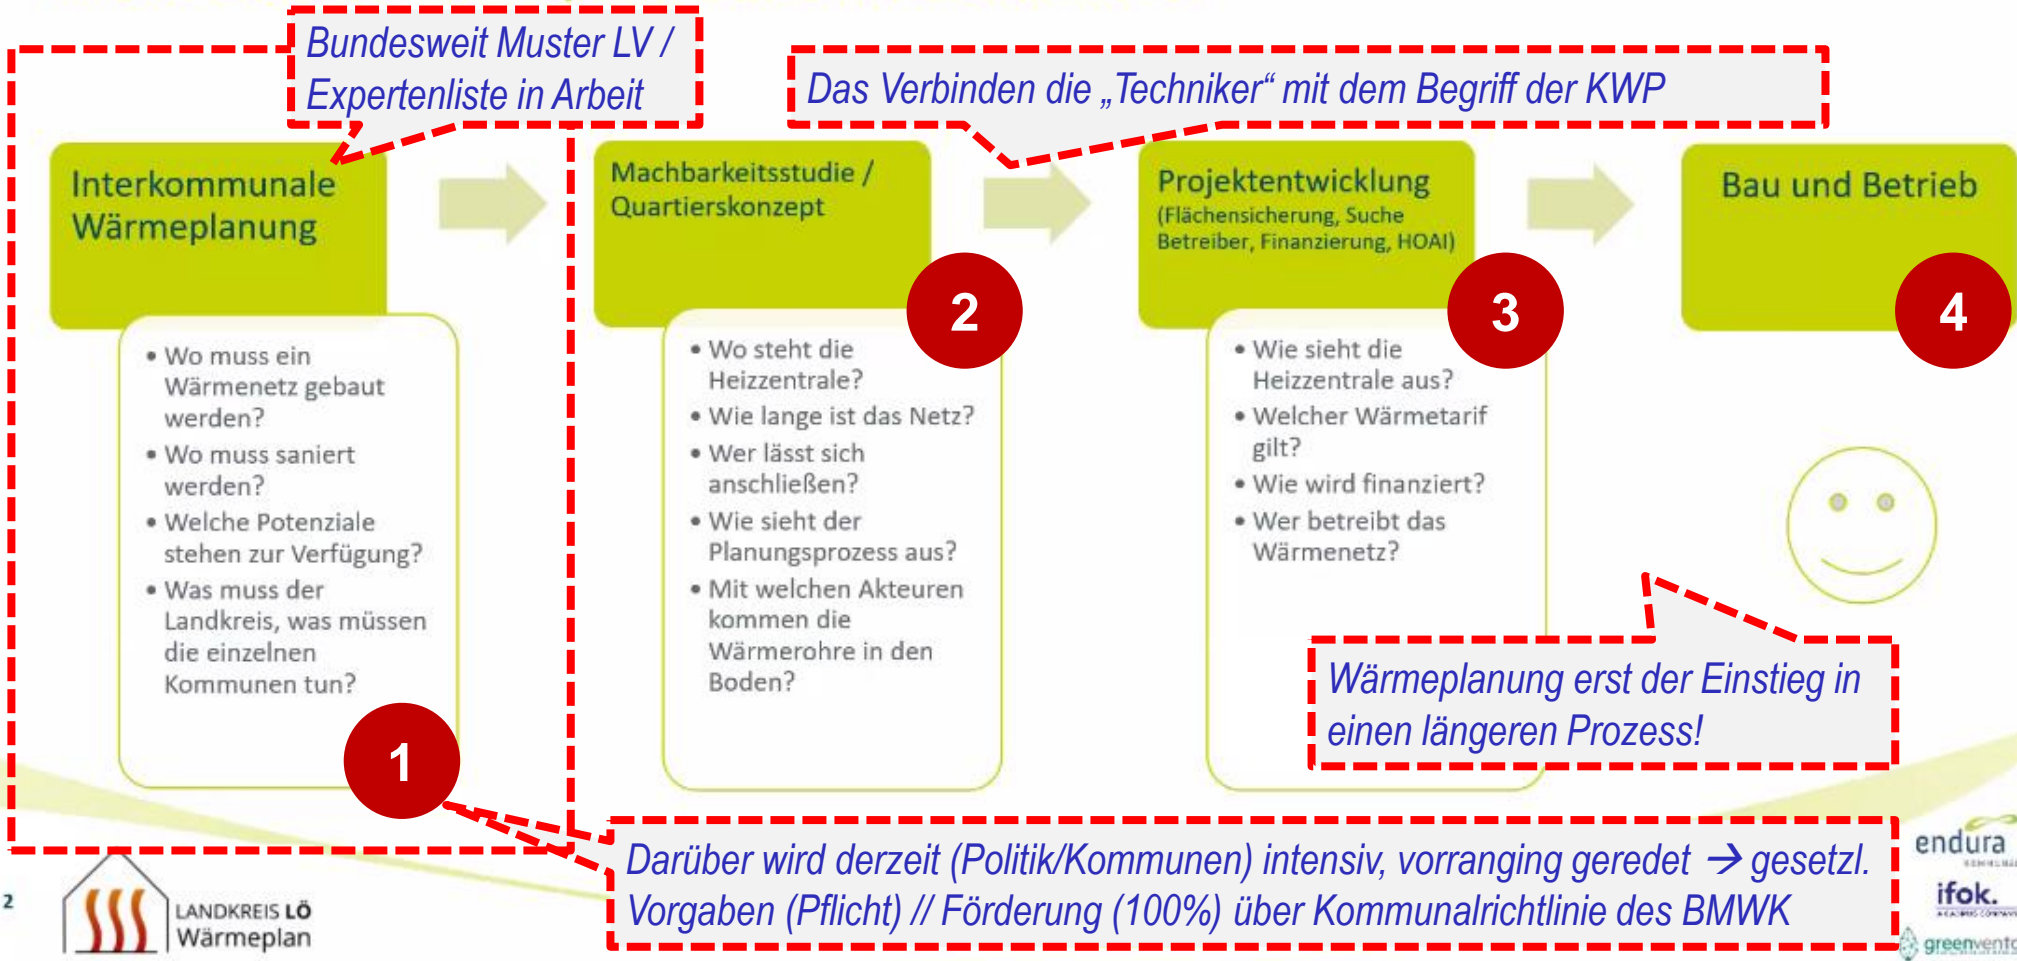 Bundesweit Muster LV /
Expertenliste in Arbeit
Das Verbinden die „Techniker“ mit dem Begriff der KWP
Interkommunale
Wärmeplanung
• Wo muss ein
Wärmenetz gebaut
werden?
• Wo muss saniert
werden?
• Welche Potenziale
stehen zur Verfügung?
• Was muss der
Landkreis, was müssen
die einzelnen
Kommunen tun?
1
Machbarkeitsstudie /
Quartierskonzept
2
• Wo steht die
Heizzentrale?
• Wie lange ist das Netz?
• Wer lässt sich
anschließen?
• Wie sieht der
Planungsprozess aus?
• Mit welchen Akteuren
kommen die
Wärmerohre in den
Boden?
Projektentwicklung
(Flächensicherung, Suche
Betreiber, Finanzierung, HOAI)
3
• Wie sieht die
Heizzentrale aus?
• Welcher Wärmetarif
gilt?
• Wie wird finanziert?
• Wer betreibt das
Wärmenetz?
Bau und Betrieb
4
Wärmeplanung erst der Einstieg in
einen längeren Prozess!
Darüber wird derzeit (Politik/Kommunen) intensiv, vorranging geredet → gesetzl.
Vorgaben (Pflicht) // Förderung (100%) über Kommunalrichtlinie des BMWK
2
LANDKREIS LÖ
Wärmeplan
endura
ifok.
greenvento